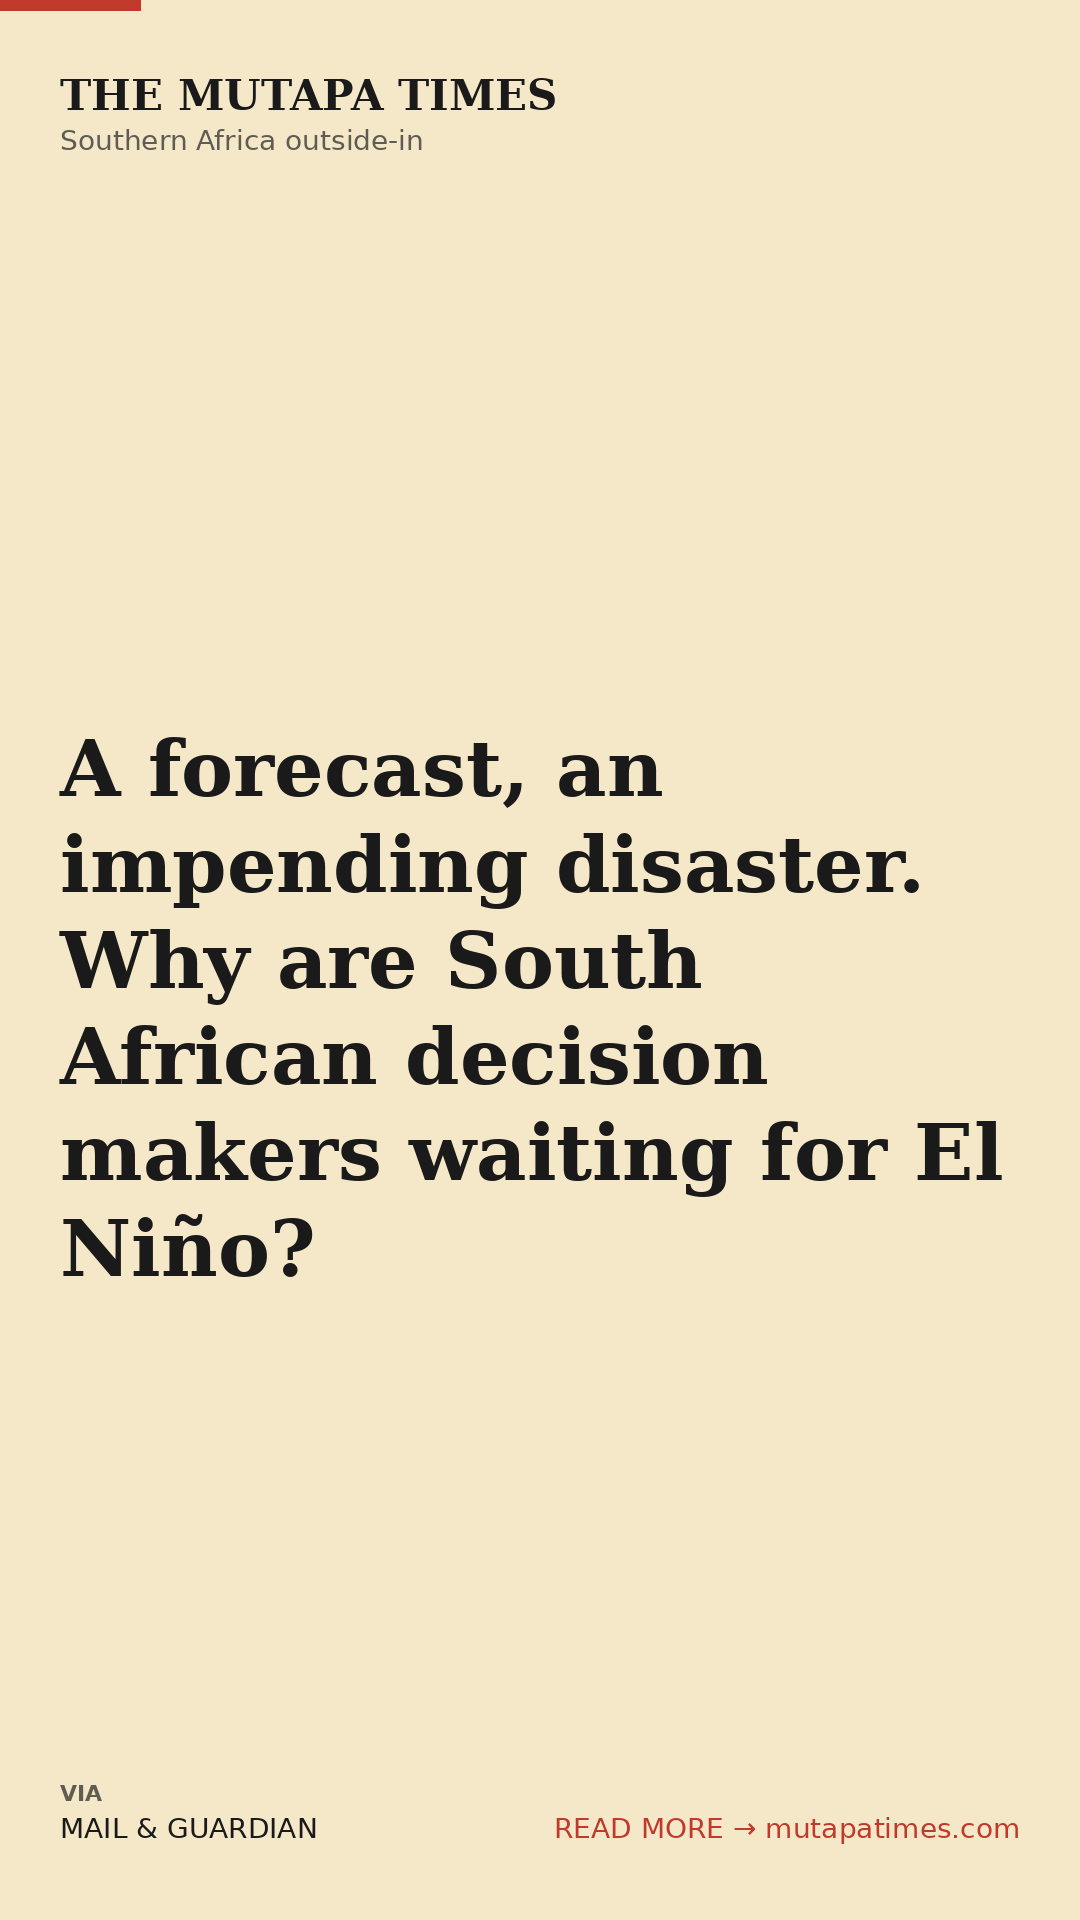 THE MUTAPA TIMES
Southern Africa outside-in
A forecast, an
impending disaster.
Why are South
African decision
makers waiting for El
Niño?
VIA
MAIL & GUARDIAN
READ MORE → mutapatimes.com